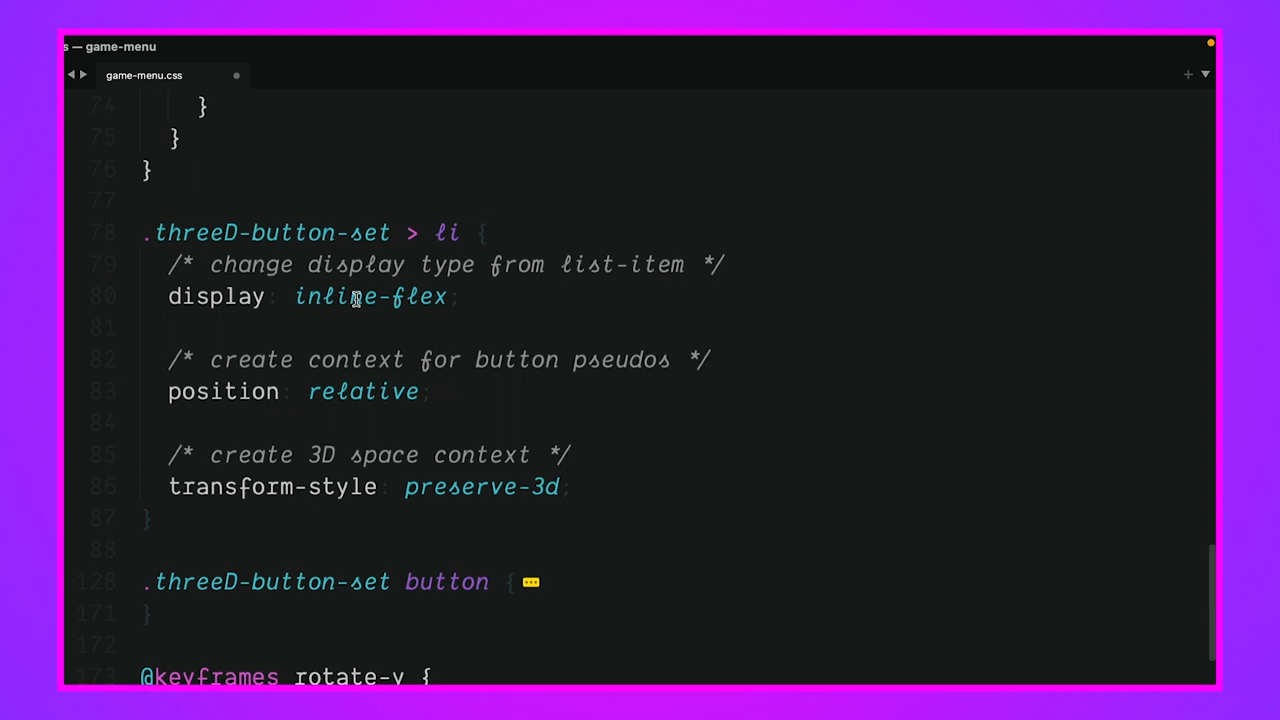 s — game-menu
game-menu.css
74 }
75 }
76 }
77
78 .threeD-button-set > li {
79 /* change display type from list-item */
80 display: inline-flex;
81
82 /* create context for button pseudos */
83 position: relative;
84
85 /* create 3D space context */
86 transform-style: preserve-3d;
87 }
88
128 .threeD-button-set button {
171 }
172
173 @keyframes rotate-y {